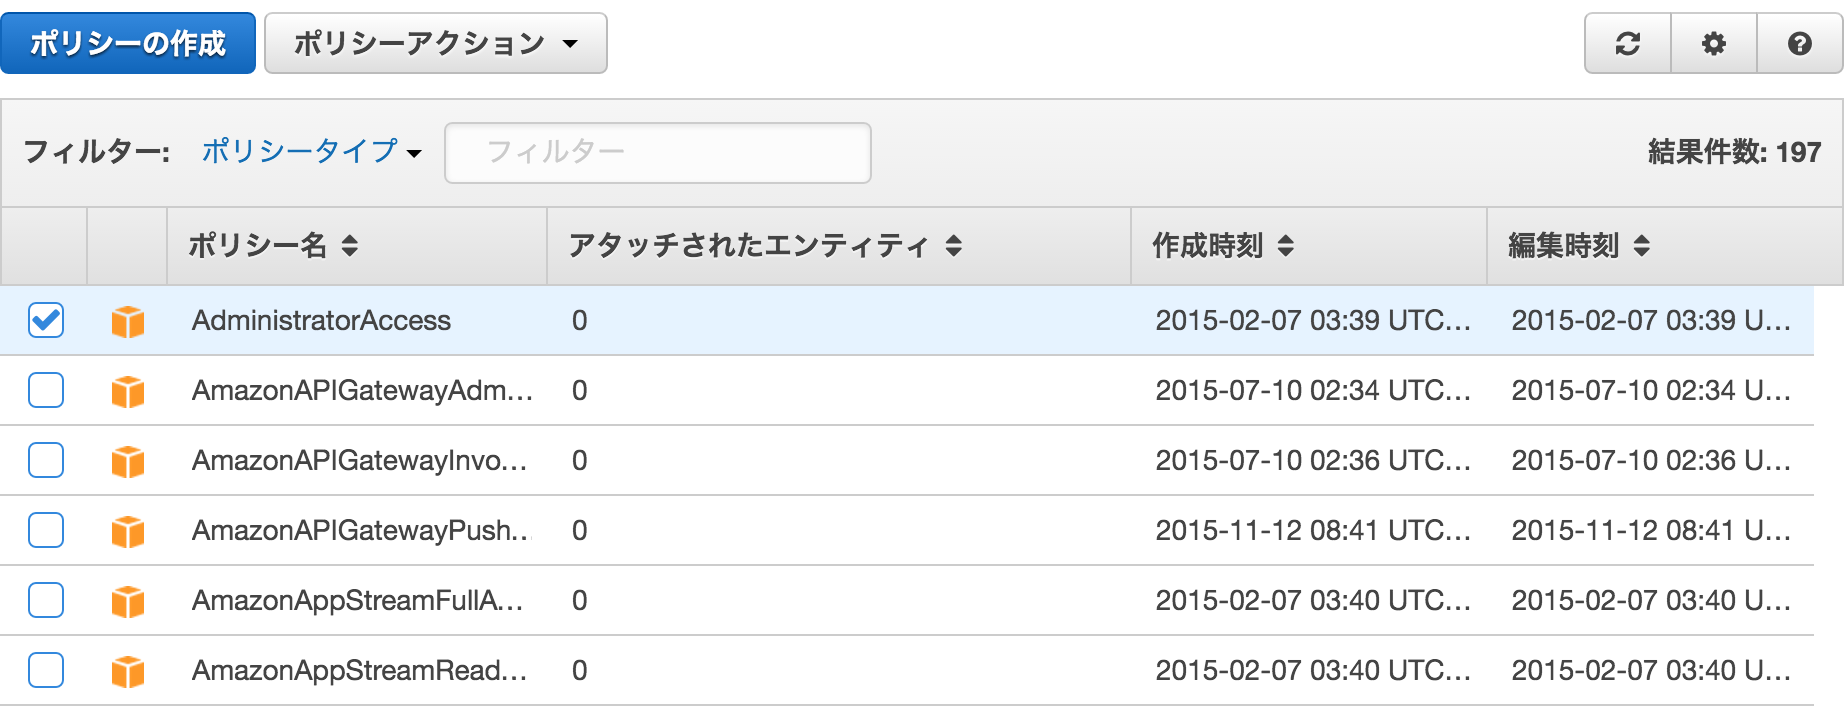 ポリシーの作成 ポリシーアクション
フィルター: ポリシータイプ フィルター 結果件数: 197
ポリシー名 アタッチされたエンティティ 作成時刻 編集時刻
AdministratorAccess 0 2015-02-07 03:39 UTC... 2015-02-07 03:39 U...
AmazonAPIGatewayAdm... 0 2015-07-10 02:34 UTC... 2015-07-10 02:34 U...
AmazonAPIGatewayInvo... 0 2015-07-10 02:36 UTC... 2015-07-10 02:36 U...
AmazonAPIGatewayPush... 0 2015-11-12 08:41 UTC... 2015-11-12 08:41 U...
AmazonAppStreamFullA... 0 2015-02-07 03:40 UTC... 2015-02-07 03:40 U...
AmazonAppStreamRead... 0 2015-02-07 03:40 UTC... 2015-02-07 03:40 U...